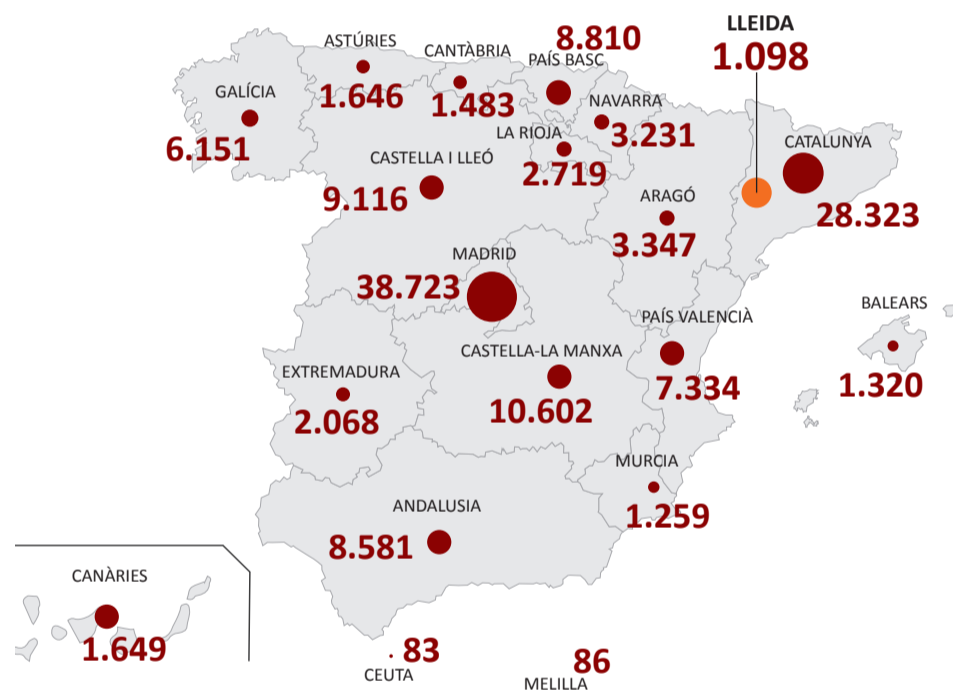 LLEIDA
1.098
8.810
PAÍS BASC
ASTÚRIES
1.646
CANTÀBRIA
1.483
GALÍCIA
6.151
NAVARRA
3.231
LA RIOJA
2.719
CASTELLA I LLEÓ
9.116
CATALUNYA
28.323
ARAGÓ
3.347
MADRID
38.723
PAÍS VALENCIÀ
7.334
BALEARS
1.320
CASTELLA-LA MANXA
10.602
EXTREMADURA
2.068
MURCIA
1.259
ANDALUSIA
8.581
CANÀRIES
1.649
83
CEUTA
86
MELILLA